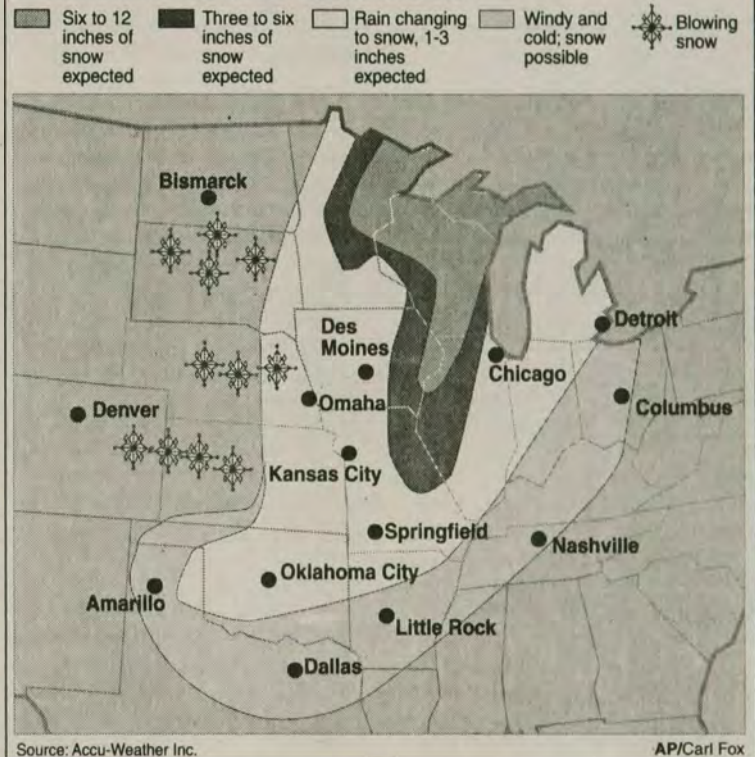 Six to 12
inches of
snow
expected
Three to six
inches of
snow
expected
Rain changing
to snow, 1-3
inches
expected
Windy and
cold; snow
possible
Blowing
snow
Bismarck
Des
Moines
Detroit
Chicago
Denver
Omaha
Columbus
Kansas City
Springfield
Nashville
Oklahoma City
Amarillo
Little Rock
Dallas
Source: Accu-Weather Inc.
AP/Carl Fox